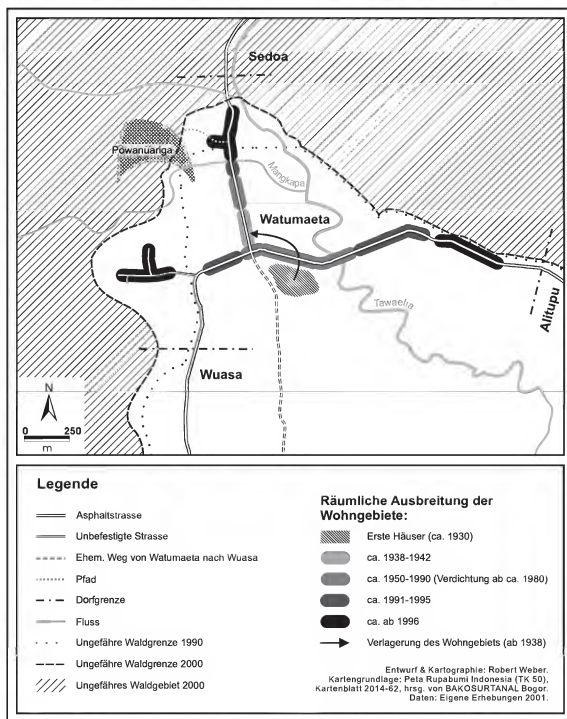 Sedoa
Powanuariga
Mangkapa
Watumaeta
Tawaelia
Alitupu
Wuasa
N
0 250
m
Legende
Asphaltstrasse
Unbefestigte Strasse
Ehem. Weg von Watumaeta nach Wuasa
Pfad
Dorfgrenze
Fluss
Ungefähre Waldgrenze 1990
Ungefähre Waldgrenze 2000
Ungefähres Waldgebiet 2000
Räumliche Ausbreitung der
Wohngebiete:
Erste Häuser (ca. 1930)
ca. 1938-1942
ca. 1950-1990 (Verdichtung ab ca. 1980)
ca. 1991-1995
ca. ab 1996
Verlagerung des Wohngebiets (ab 1938)
Entwurf & Kartographie: Robert Weber.
Kartengrundlage: Peta Rupabumi Indonesia (TK 50),
Kartenblatt 2014-62, hrsg. von BAKOSURTANAL Bogor.
Daten: Eigene Erhebungen 2001.